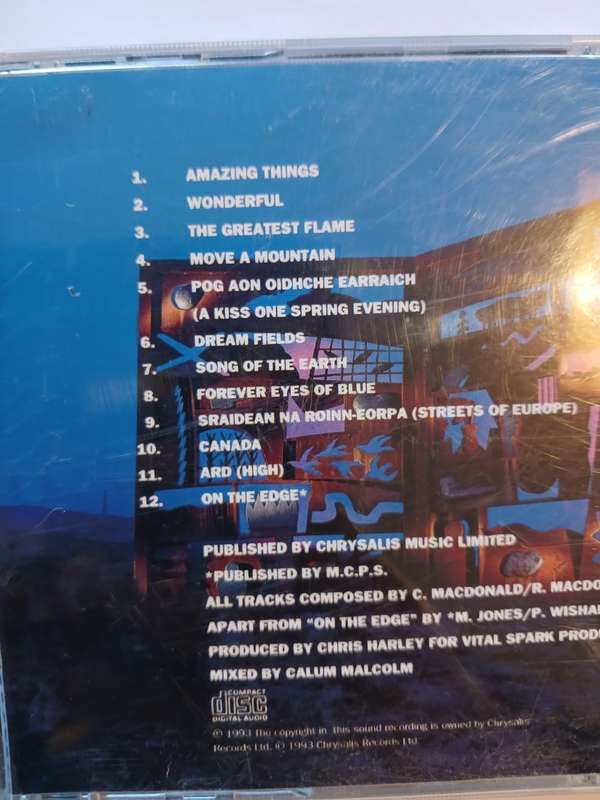 1. AMAZING THINGS
2. WONDERFUL
3. THE GREATEST FLAME
4. MOVE A MOUNTAIN
5. POG AON OIDHCHE EARRAICH
(A KISS ONE SPRING EVENING)
6. DREAM FIELDS
7. SONG OF THE EARTH
8. FOREVER EYES OF BLUE
9. SRAIDEAN NA ROINN-EORPA (STREETS OF EUROPE)
10. CANADA
11. ARD (HIGH)
12. ON THE EDGE*
PUBLISHED BY CHRYSALIS MUSIC LIMITED
*PUBLISHED BY M.C.P.S.
ALL TRACKS COMPOSED BY C. MACDONALD/R. MACDO
APART FROM "ON THE EDGE" BY *M. JONES/P. WISHA
PRODUCED BY CHRIS HARLEY FOR VITAL SPARK PROD
MIXED BY CALUM MALCOLM
COMPACT
disc
DIGITAL AUDIO
℗ 1993 The copyright in this sound recording is owned by Chrysalis
Records Ltd. © 1993 Chrysalis Records Ltd